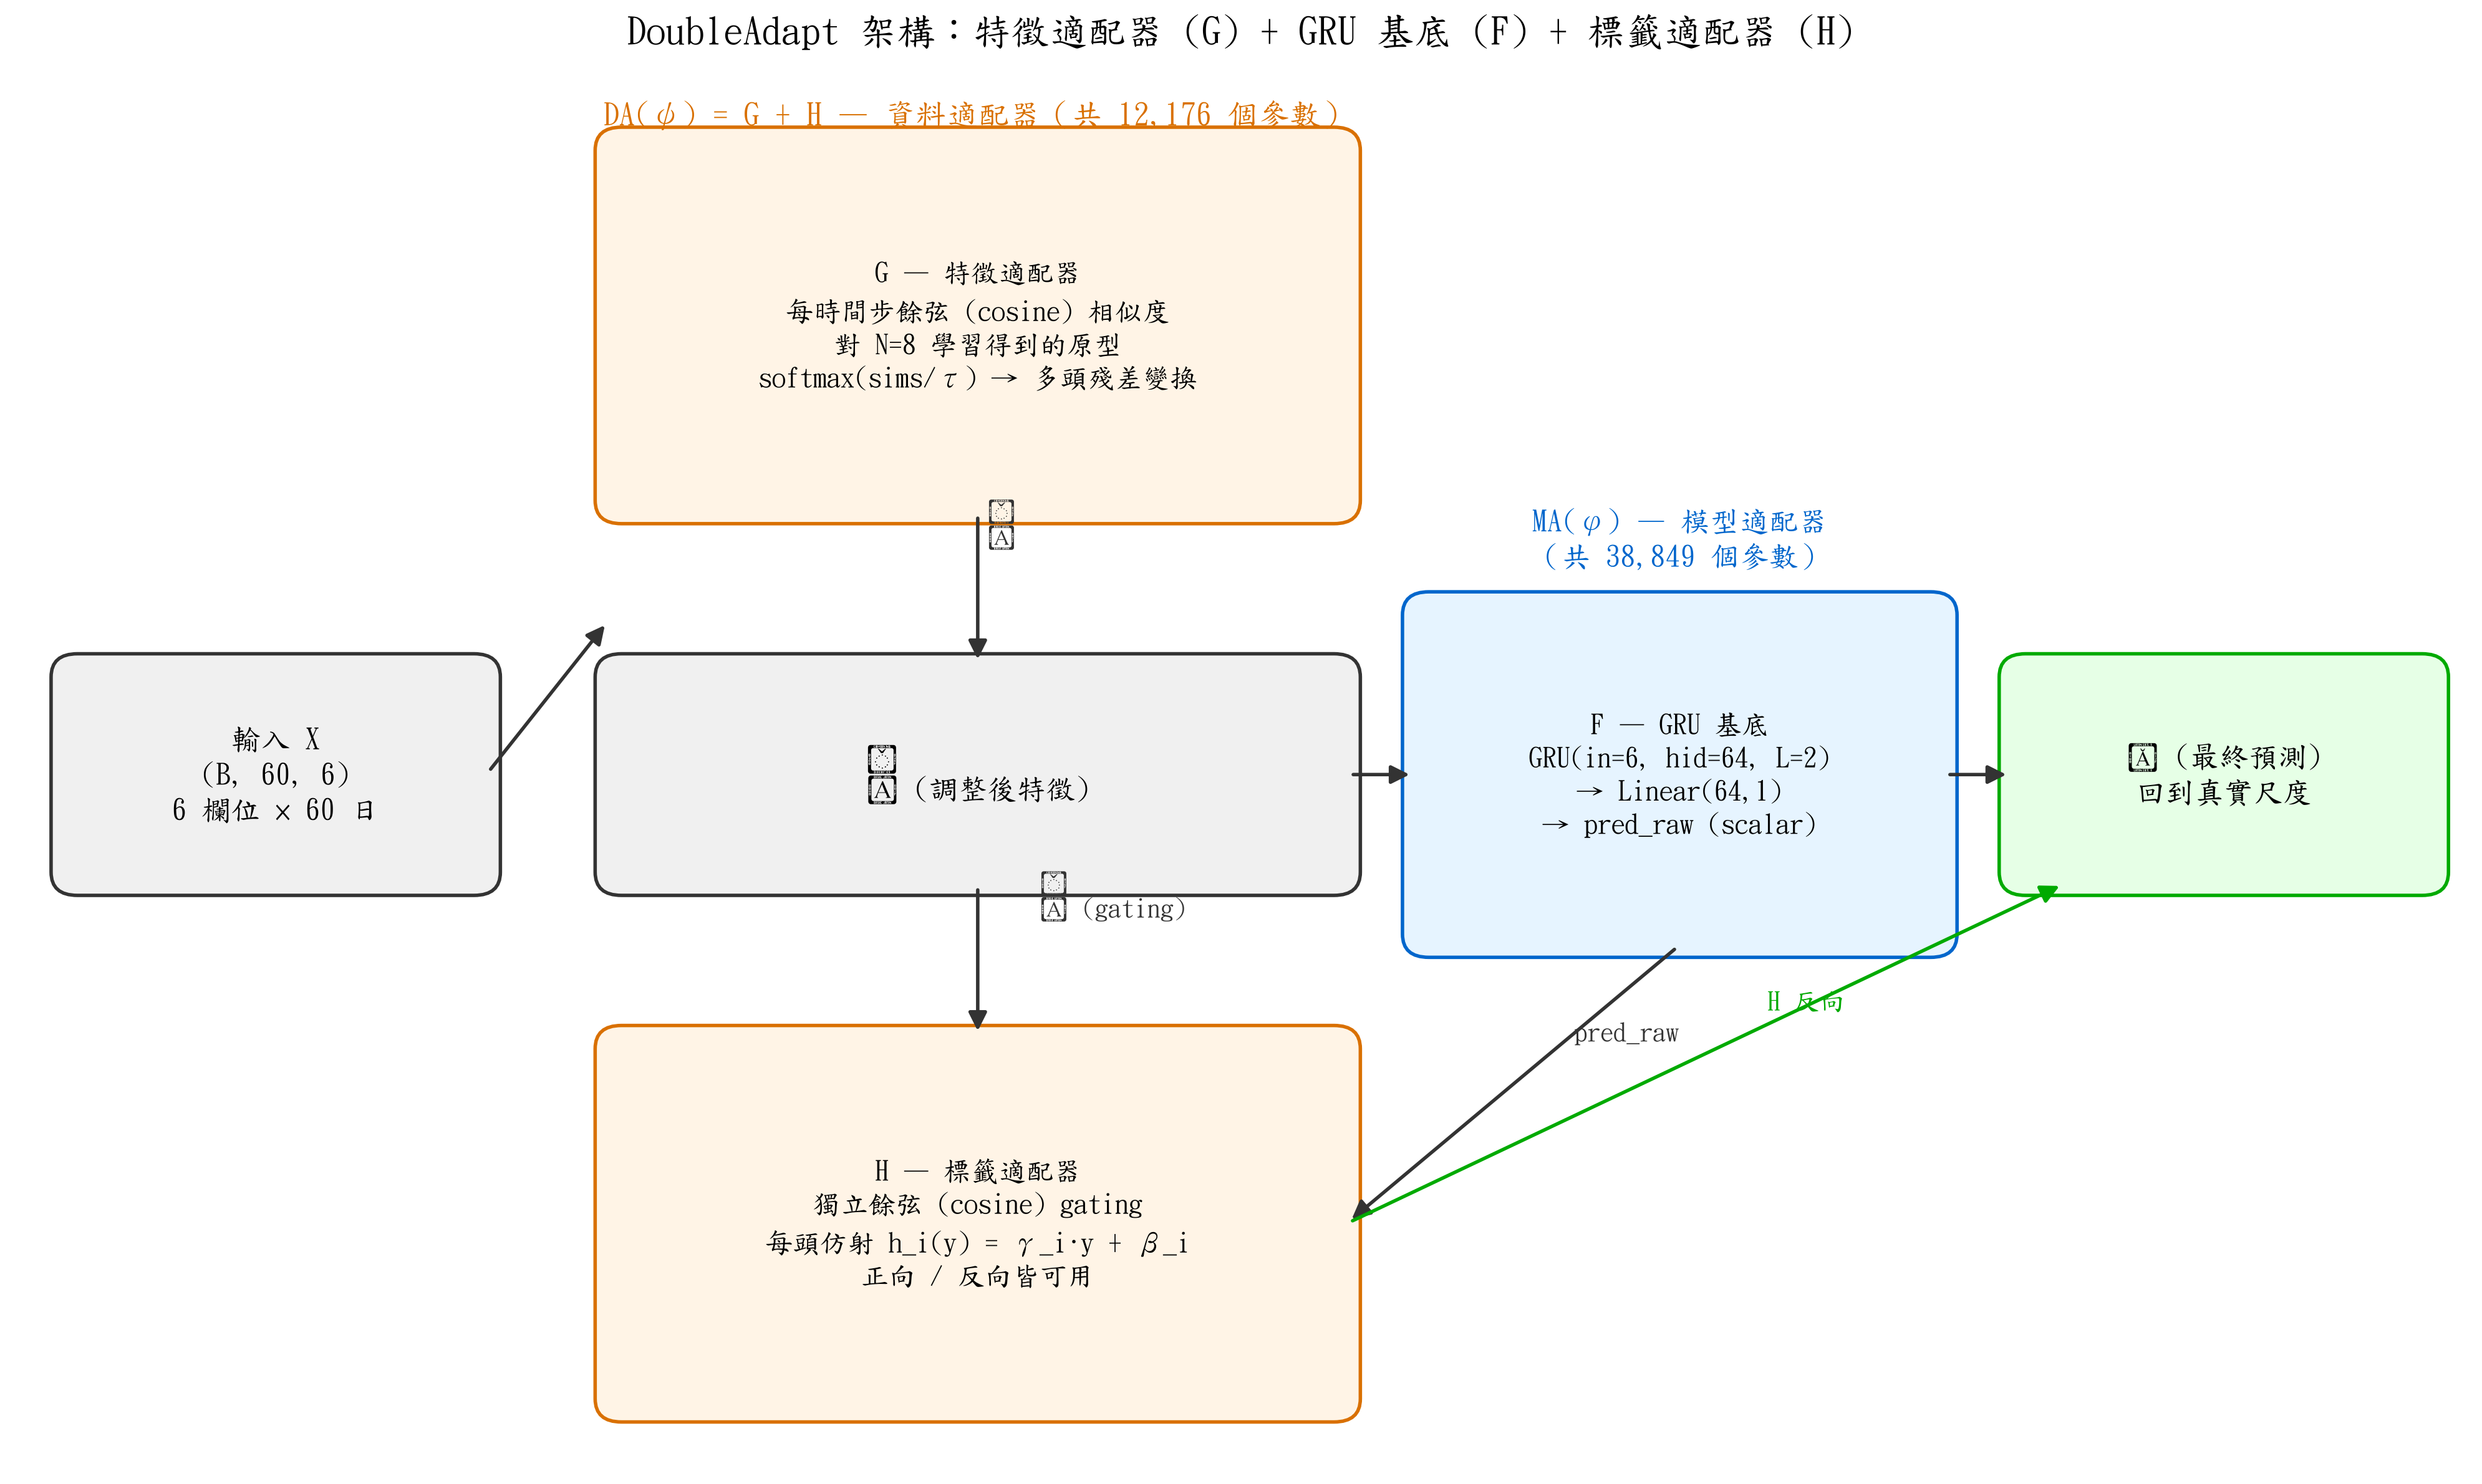 DoubleAdapt 架構：特徵適配器 (G) + GRU 基底 (F) + 標籤適配器 (H)
DA(ψ) = G + H — 資料適配器 (共 12,176 個參數)
G — 特徵適配器
每時間步餘弦 (cosine) 相似度
對 N=8 學習得到的原型
softmax(sims/τ) → 多頭殘差變換
MA(φ) — 模型適配器
(共 38,849 個參數)
輸入 X
(B, 60, 6)
6 欄位 × 60 日
(調整後特徵)
F — GRU 基底
GRU(in=6, hid=64, L=2)
→ Linear(64,1)
→ pred_raw (scalar)
(最終預測)
回到真實尺度
(gating)
H 反向
pred_raw
H — 標籤適配器
獨立餘弦 (cosine) gating
每頭仿射 h_i(y) = γ_i·y + β_i
正向 / 反向皆可用